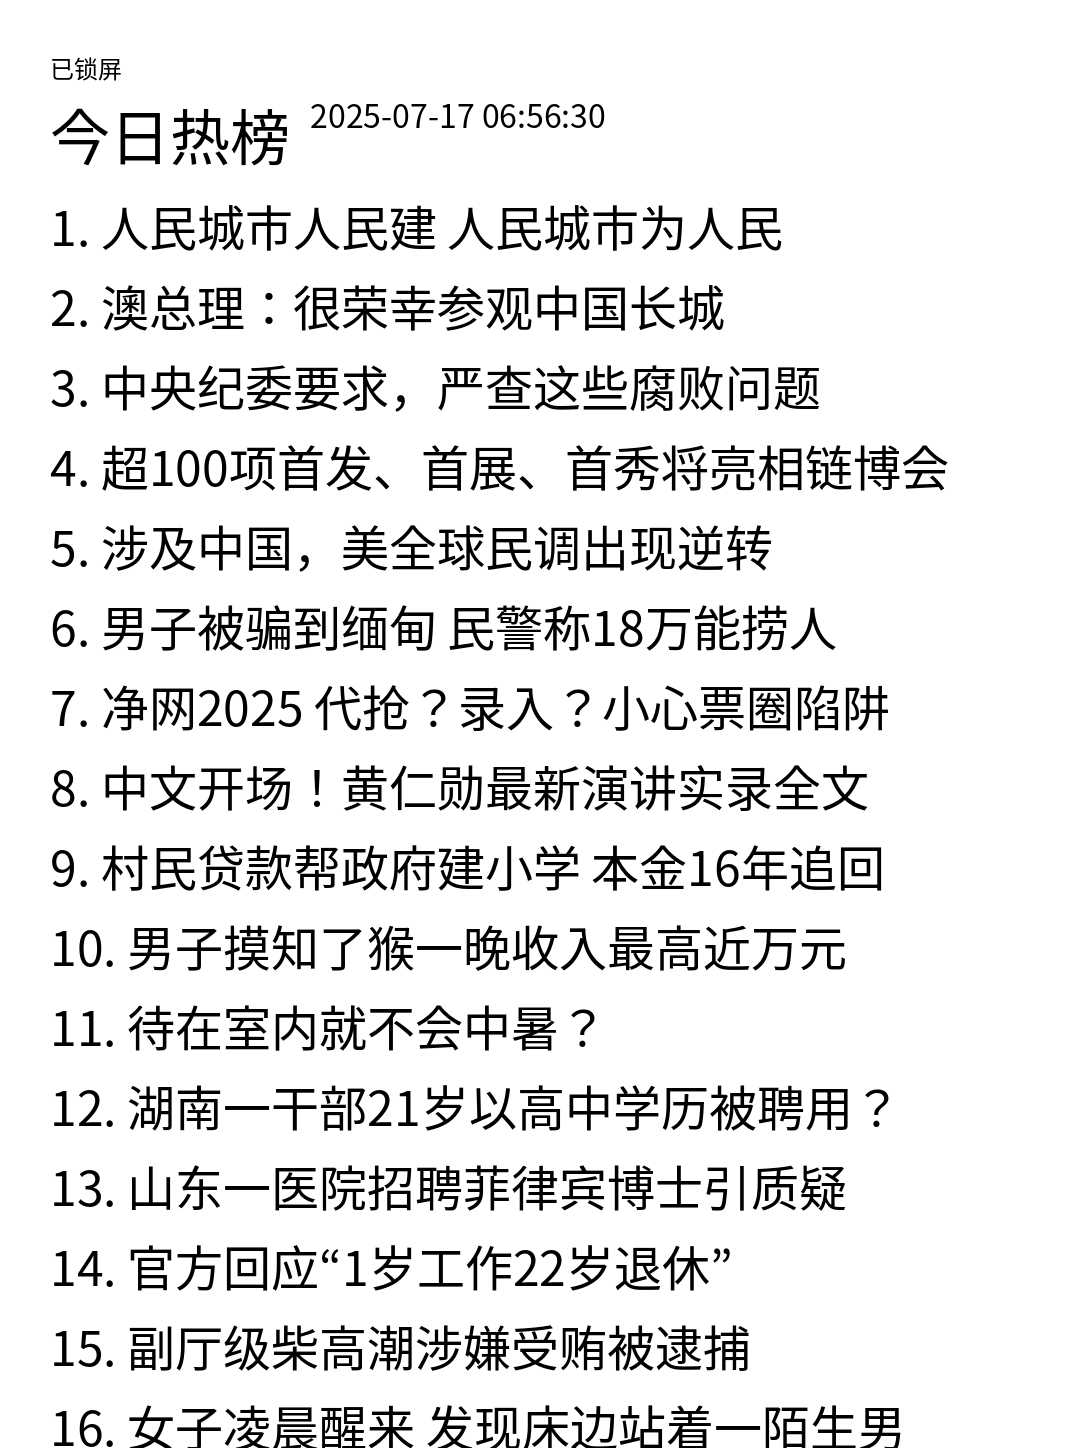 已锁屏
今日热榜 2025-07-17 06:56:30
1. 人民城市人民建 人民城市为人民
2. 澳总理：很荣幸参观中国长城
3. 中央纪委要求，严查这些腐败问题
4. 超100项首发、首展、首秀将亮相链博会
5. 涉及中国，美全球民调出现逆转
6. 男子被骗到缅甸 民警称18万能捞人
7. 净网2025 代抢？录入？小心票圈陷阱
8. 中文开场！黄仁勋最新演讲实录全文
9. 村民贷款帮政府建小学 本金16年追回
10. 男子摸知了猴一晚收入最高近万元
11. 待在室内就不会中暑？
12. 湖南一干部21岁以高中学历被聘用？
13. 山东一医院招聘菲律宾博士引质疑
14. 官方回应“1岁工作22岁退休”
15. 副厅级柴高潮涉嫌受贿被逮捕
16. 女子凌晨醒来 发现床边站着一陌生男